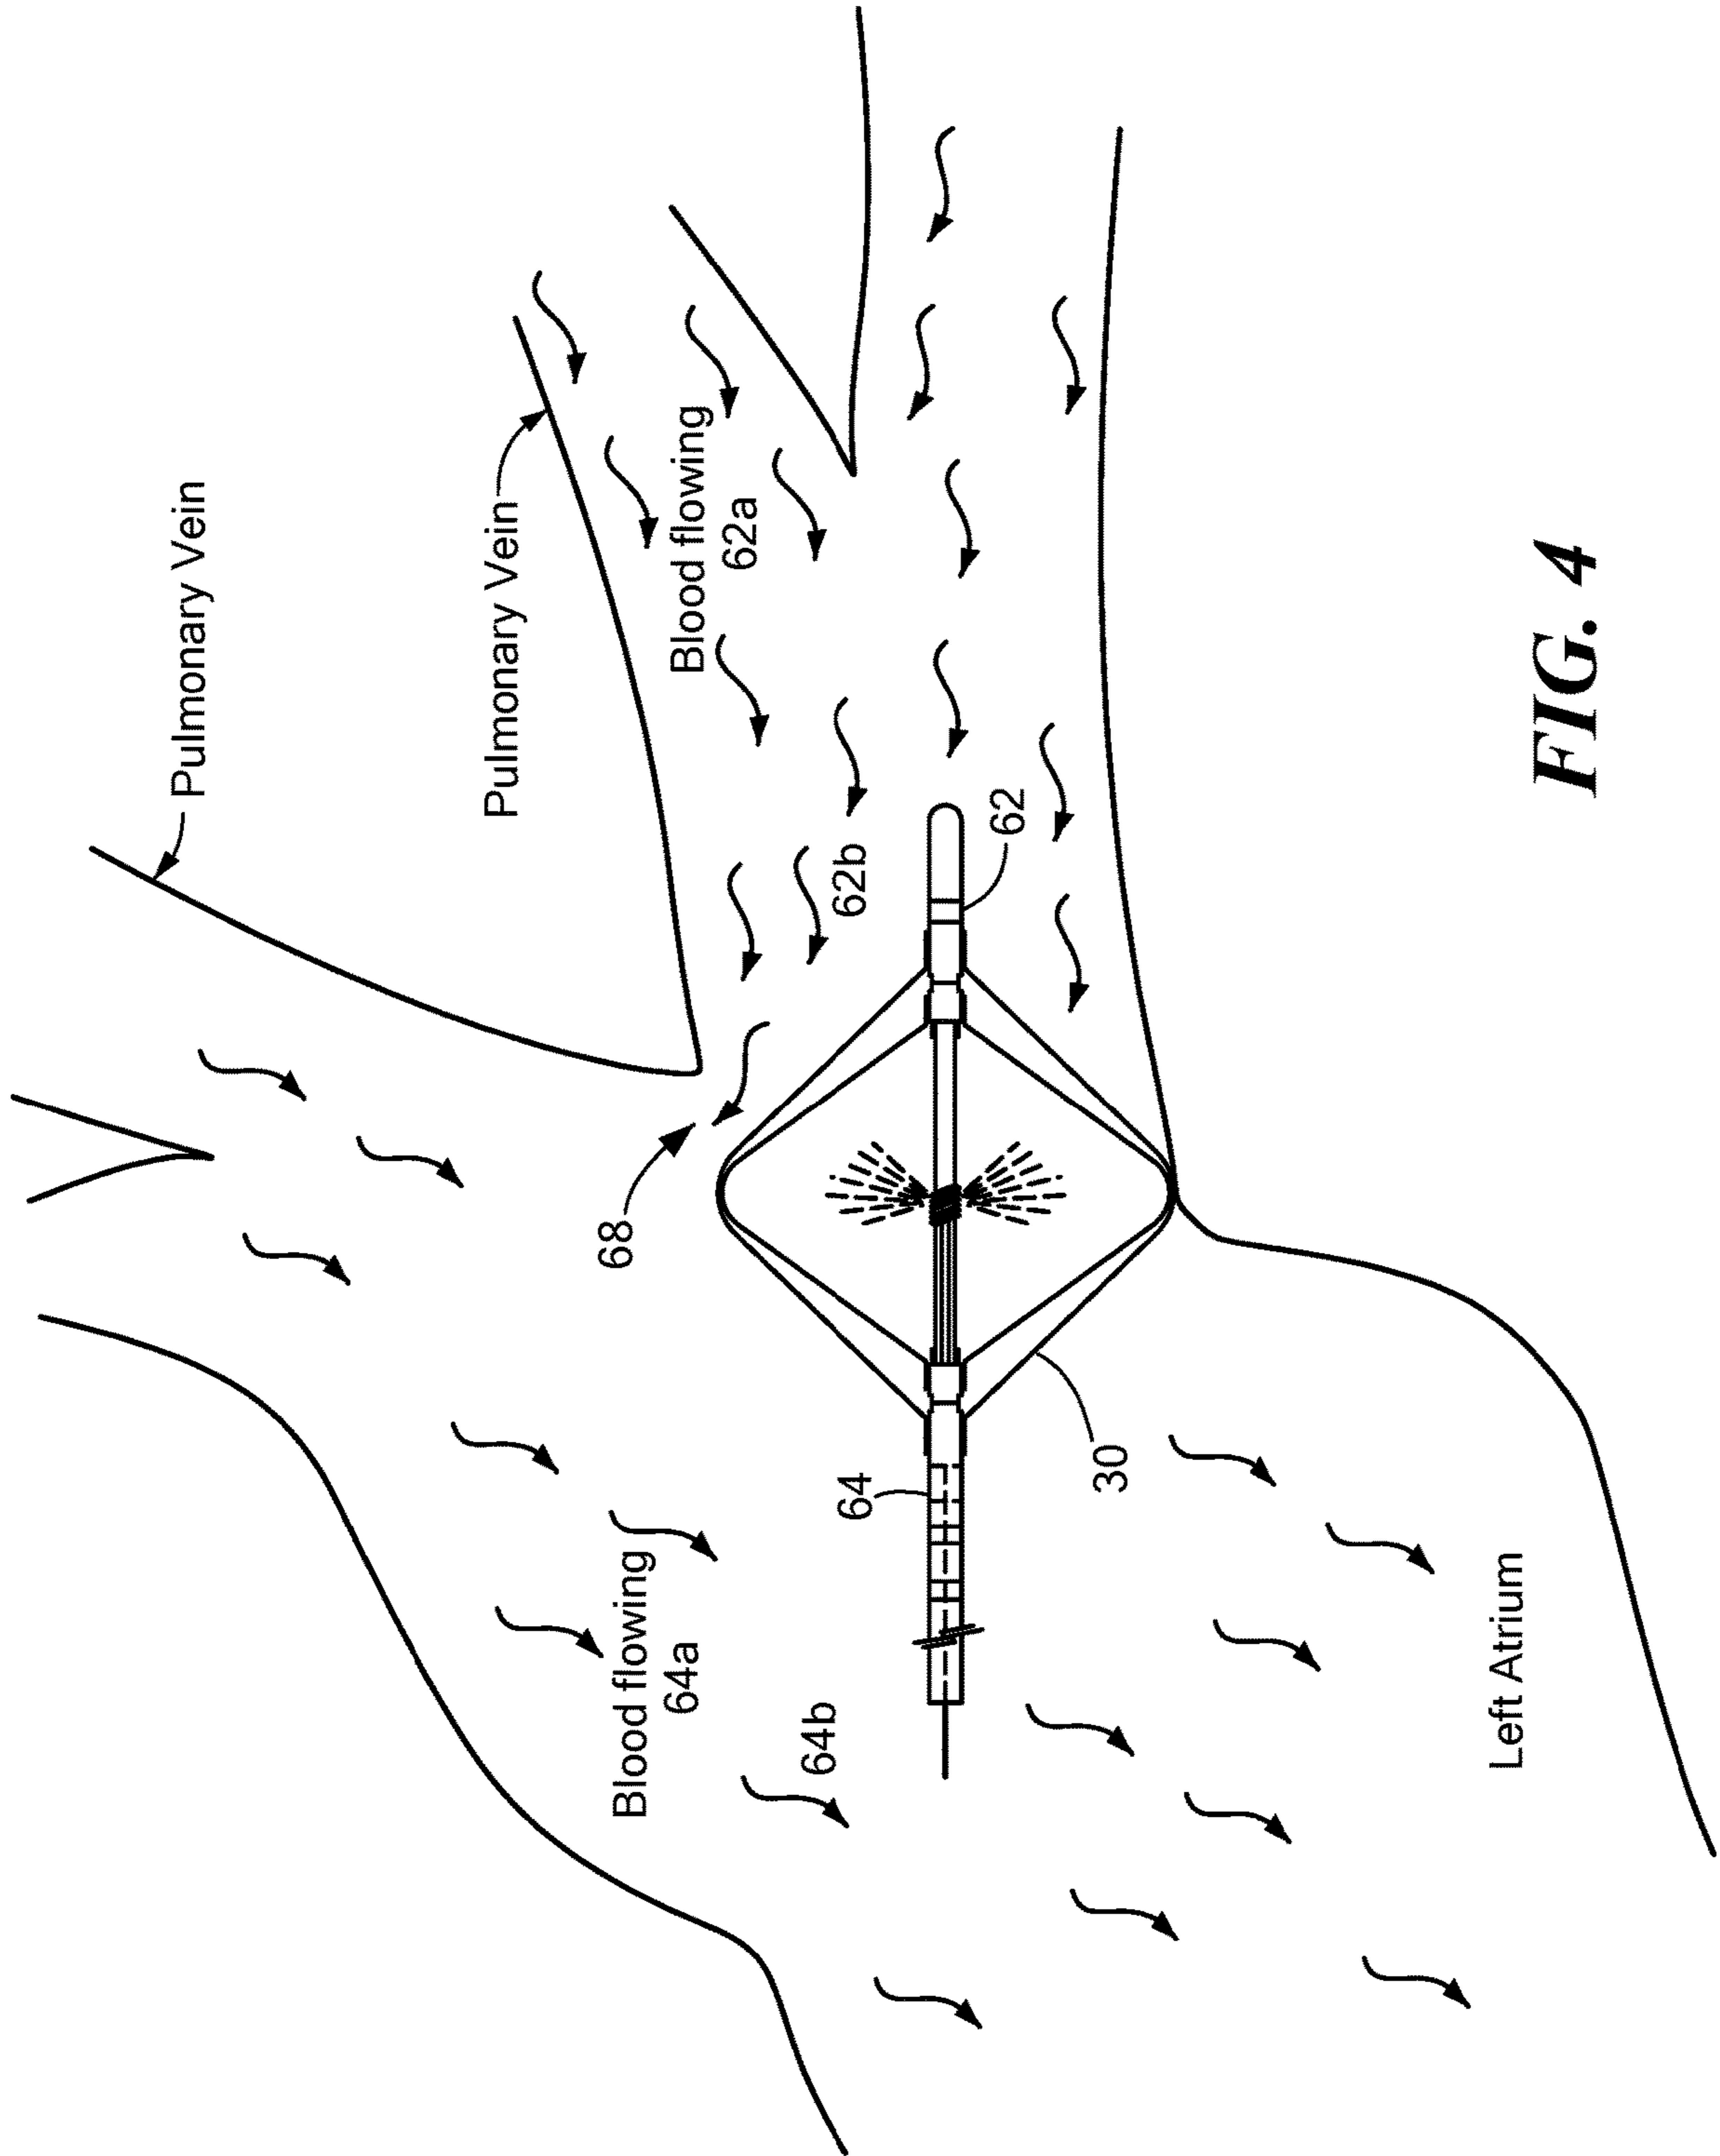 Pulmonary Vein
Pulmonary Vein
Blood flowing
62a
62b
62
68
64
30
Blood flowing
64a
64b
Left Atrium
FIG. 4